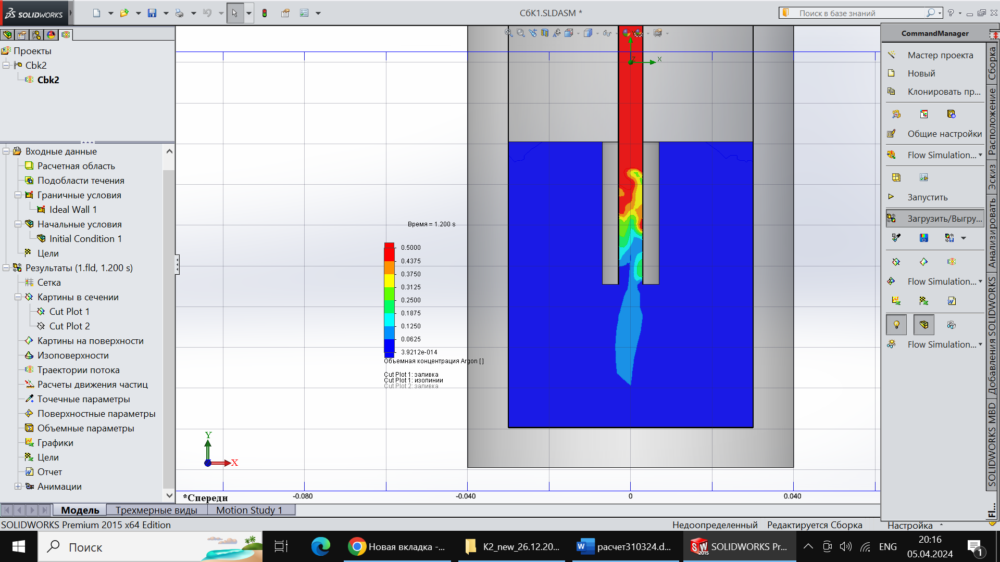 SOLIDWORKS
СбК1.SLDASM *
Поиск в базе знаний
?
Проекты
Cbk2
Cbk2
Входные данные
Расчетная область
Подобласти течения
Граничные условия
Ideal Wall 1
Начальные условия
Initial Condition 1
Цели
Результаты (1.fld, 1.200 s)
Сетка
Картины в сечении
Cut Plot 1
Cut Plot 2
Картины на поверхности
Изоповерхности
Траектории потока
Расчеты движения частиц
Точечные параметры
Поверхностные параметры
Объемные параметры
Графики
Цели
Отчет
Анимации
Y
Z
X
Время = 1.200 s
0.5000
0.4375
0.3750
0.3125
0.2500
0.1875
0.1250
0.0625
3.9212e-014
Объемная концентрация Argon [ ]
Cut Plot 1: заливка
Cut Plot 1: изолинии
Cut Plot 2: заливка
Y
X
*Спереди
-0.080
-0.040
0
0.040
CommandManager
Мастер проекта
Новый
Клонировать пр...
Общие настройки
Flow Simulation...
Запустить
Загрузить/Выгру...
Flow Simulation...
Flow Simulation...
Сборка
Расположение
Эскиз
Анализировать
Добавления SOLIDWORKS
SOLIDWORKS MBD
Fl...
Модель
Трехмерные виды
Motion Study 1
SOLIDWORKS Premium 2015 x64 Edition
Недоопределенный
Редактируется Сборка
Настройка
Поиск
Новая вкладка -...
K2_new_26.12.20...
расчет310324.d...
SOLIDWORKS Pr...
ENG
20:16
05.04.2024
1